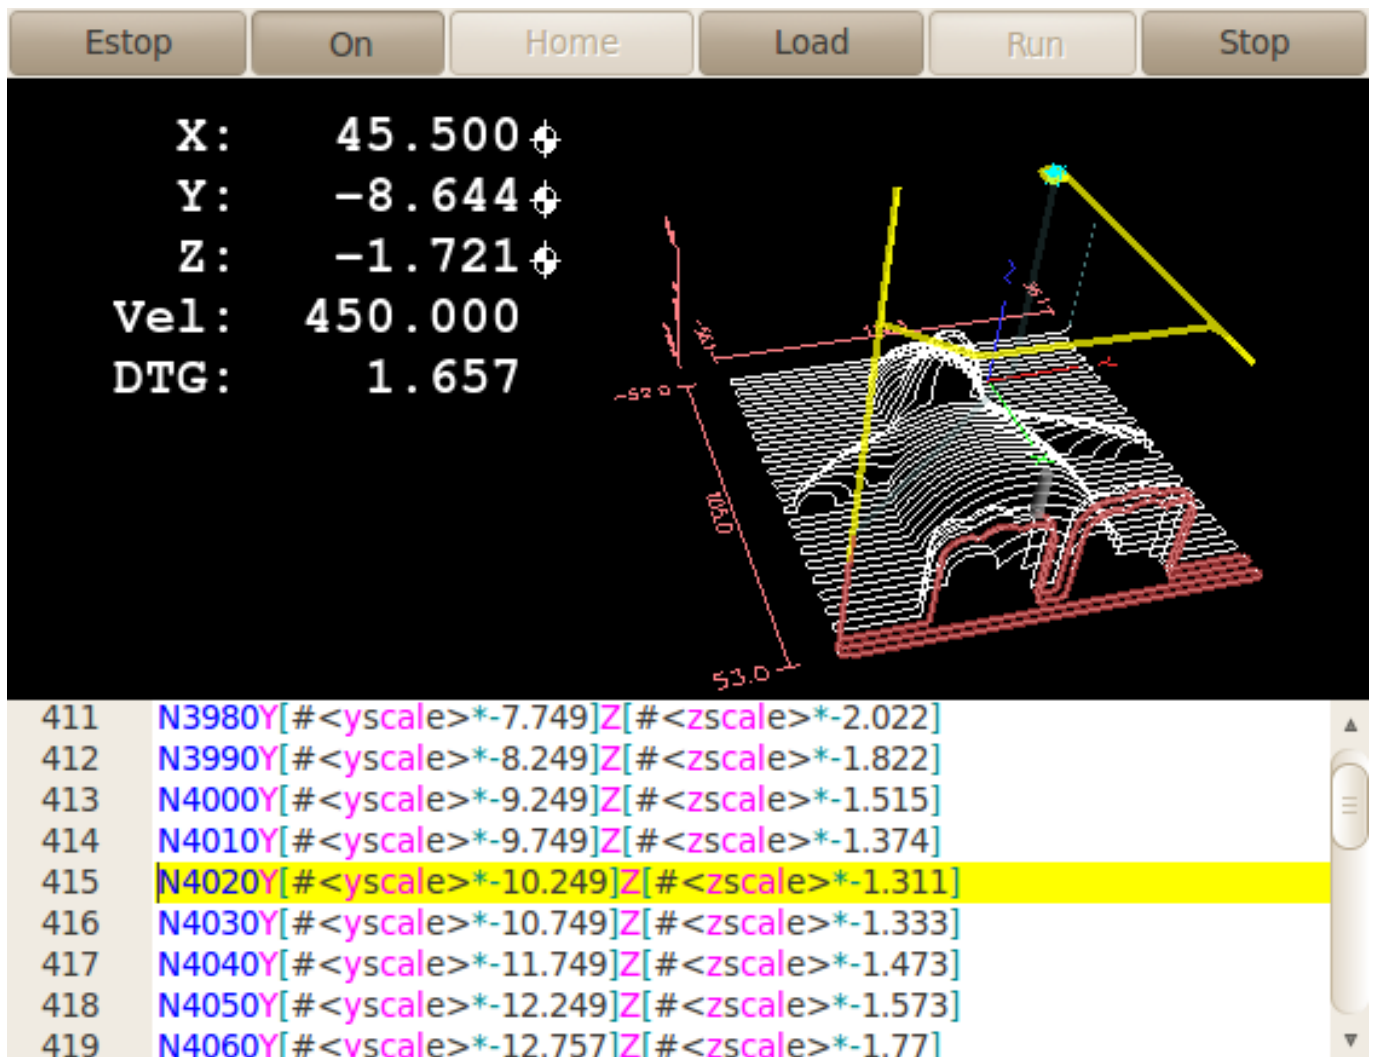 Estop On Home Load Run Stop
X: 45.500
Y: -8.644
Z: -1.721
Vel: 450.000
DTG: 1.657
-52.0
105.0
53.0
411 N3980Y[#<yscale>*-7.749]Z[#<zscale>*-2.022]
412 N3990Y[#<yscale>*-8.249]Z[#<zscale>*-1.822]
413 N4000Y[#<yscale>*-9.249]Z[#<zscale>*-1.515]
414 N4010Y[#<yscale>*-9.749]Z[#<zscale>*-1.374]
415 N4020Y[#<yscale>*-10.249]Z[#<zscale>*-1.311]
416 N4030Y[#<yscale>*-10.749]Z[#<zscale>*-1.333]
417 N4040Y[#<yscale>*-11.749]Z[#<zscale>*-1.473]
418 N4050Y[#<yscale>*-12.249]Z[#<zscale>*-1.573]
419 N4060Y[#<yscale>*-12.757]Z[#<zscale>*-1.77]